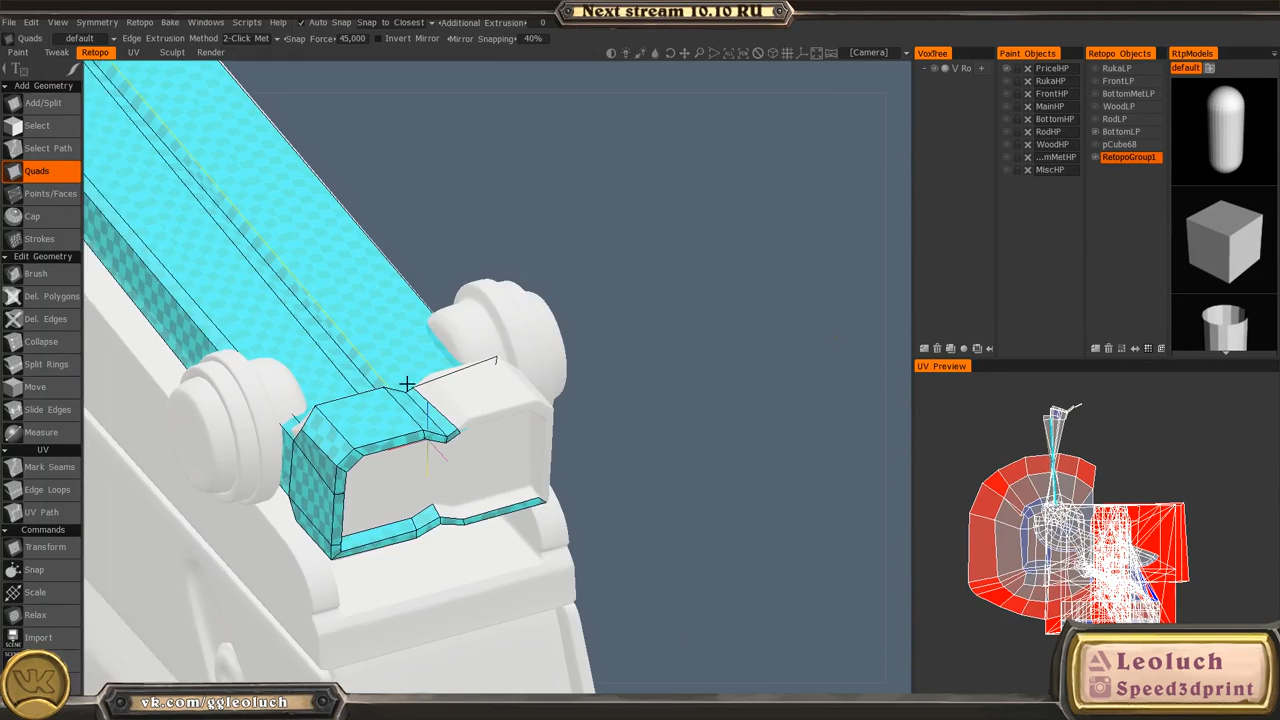 Next stream 10.10 RU
File Edit View Symmetry Retopo Bake Windows Scripts Help Auto Snap Snap to Closest Additional Extrusion 0
Quads default Edge Extrusion Method 2-Click Met Snap Force 45,000 Invert Mirror Mirror Snapping 40%
Paint Tweak Retopo UV Sculpt Render [Camera]
VoxTree Paint Objects Retopo Objects RtpModels
V Ro + PricelHP RukaLP default
RukaHP FrontLP
FrontHP BottomMetLP
MainHP WoodLP
BottomHP RodLP
RodHP BottomLP
WoodHP pCube68
...mMetHP RetopoGroup1
MiscHP
Add Geometry
Add/Split
Select
Select Path
Quads
Points/Faces
Cap
Strokes
Edit Geometry
Brush
Del. Polygons
Del. Edges
Collapse
Split Rings
Move
Slide Edges
Measure
UV
Mark Seams
Edge Loops
UV Path
Commands
Transform
Snap
Scale
Relax
Import
SCENE
SCENE
UV Preview
vk.com/ggleoluch
Leoluch
Speed3dprint